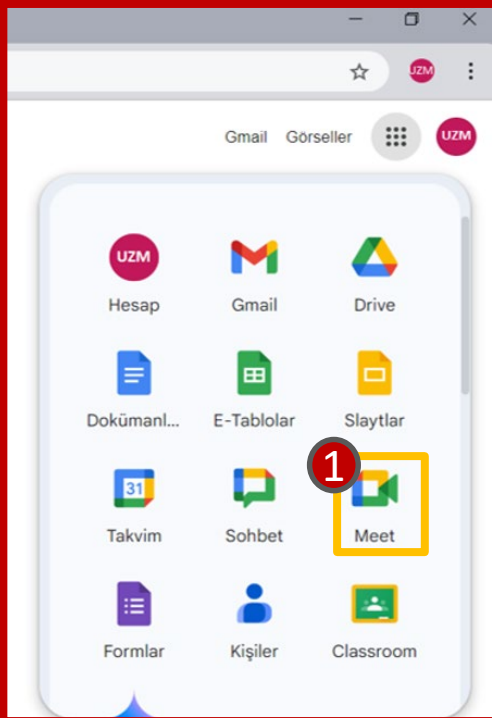 UZM
Gmail Görseller UZM
UZM
Hesap Gmail Drive
Dokümanl... E-Tablolar Slaytlar
1
31
Takvim Sohbet Meet
Formlar Kişiler Classroom